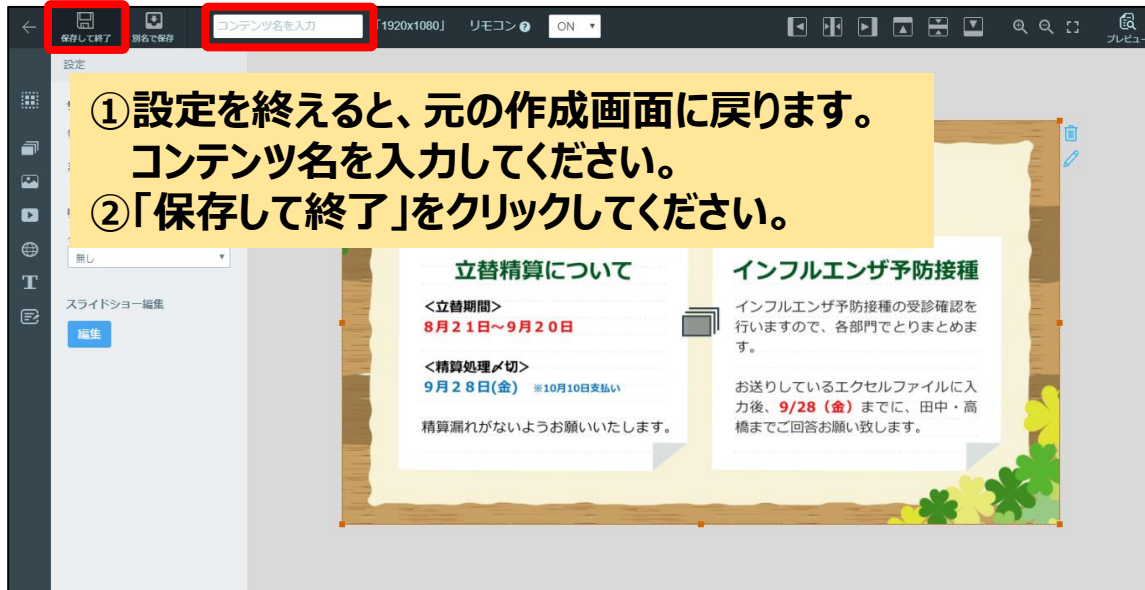 保存して終了
別名で保存
コンテンツ名を入力
「1920x1080」
リモコン
ON
プレビュー
設定
①設定を終えると、元の作成画面に戻ります。
コンテンツ名を入力してください。
②「保存して終了」をクリックしてください。
無し
スライドショー編集
編集
立替精算について
<立替期間>
8月21日～9月20日
<精算処理〆切>
9月28日(金) ※10月10日支払い
精算漏れがないようお願いいたします。
インフルエンザ予防接種
インフルエンザ予防接種の受診確認を
行いますので、各部門でとりまとめま
す。
お送りしているエクセルファイルに入
力後、9/28（金）までに、田中・高
橋までご回答お願い致します。